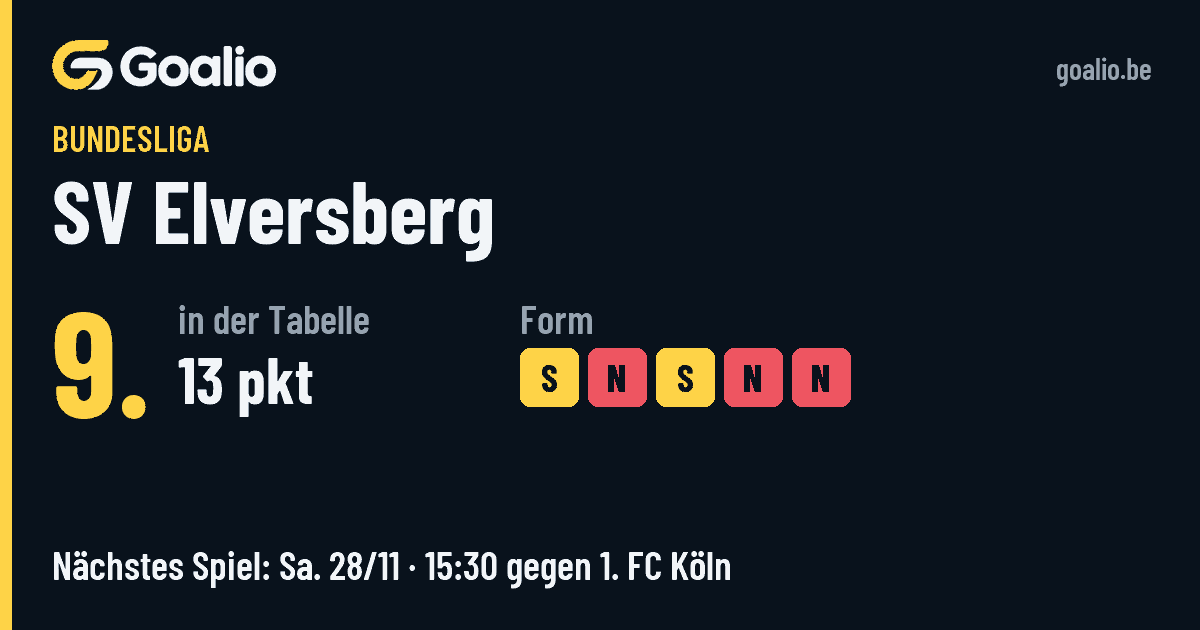 Goalio
goalio.be
BUNDESLIGA
SV Elversberg
9.
in der Tabelle
13 pkt
Form
S N S N N
Nächstes Spiel: Sa. 28/11 · 15:30 gegen 1. FC Köln